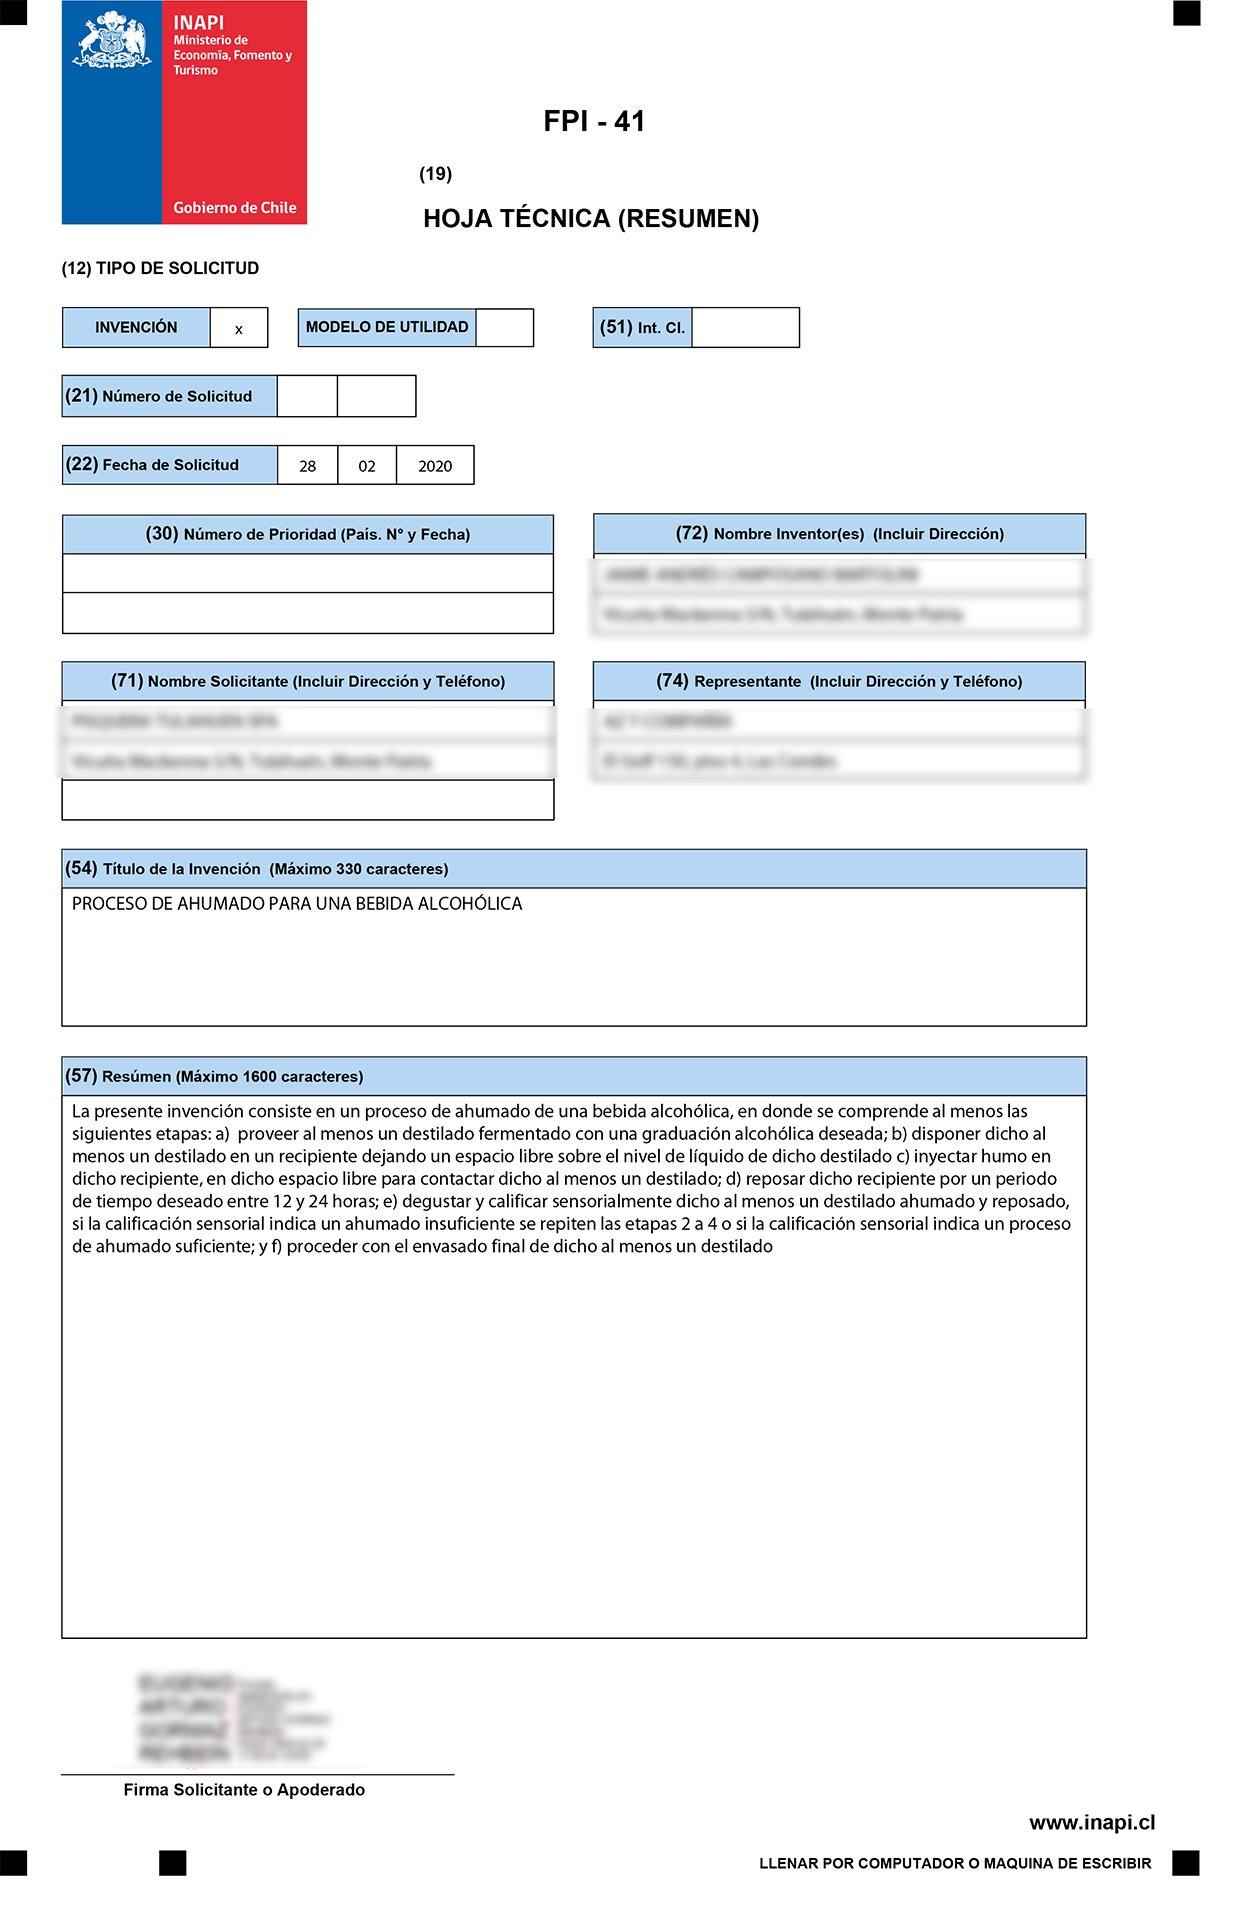 INAPI
Ministerio de
Economía, Fomento y
Turismo
Gobierno de Chile
FPI - 41
(19)
HOJA TÉCNICA (RESUMEN)
(12) TIPO DE SOLICITUD
INVENCIÓN x MODELO DE UTILIDAD (51) Int. Cl.
(21) Número de Solicitud
(22) Fecha de Solicitud 28 02 2020
(30) Número de Prioridad (País. N° y Fecha)
(72) Nombre Inventor(es) (Incluir Dirección)
(71) Nombre Solicitante (Incluir Dirección y Teléfono)
(74) Representante (Incluir Dirección y Teléfono)
(54) Título de la Invención (Máximo 330 caracteres)
PROCESO DE AHUMADO PARA UNA BEBIDA ALCOHÓLICA
(57) Resúmen (Máximo 1600 caracteres)
La presente invención consiste en un proceso de ahumado de una bebida alcohólica, en donde se comprende al menos las
siguientes etapas: a) proveer al menos un destilado fermentado con una graduación alcohólica deseada; b) disponer dicho al
menos un destilado en un recipiente dejando un espacio libre sobre el nivel de líquido de dicho destilado c) inyectar humo en
dicho recipiente, en dicho espacio libre para contactar dicho al menos un destilado; d) reposar dicho recipiente por un periodo
de tiempo deseado entre 12 y 24 horas; e) degustar y calificar sensorialmente dicho al menos un destilado ahumado y reposado,
si la calificación sensorial indica un ahumado insuficiente se repiten las etapas 2 a 4 o si la calificación sensorial indica un proceso
de ahumado suficiente; y f) proceder con el envasado final de dicho al menos un destilado
Firma Solicitante o Apoderado
www.inapi.cl
LLENAR POR COMPUTADOR O MAQUINA DE ESCRIBIR